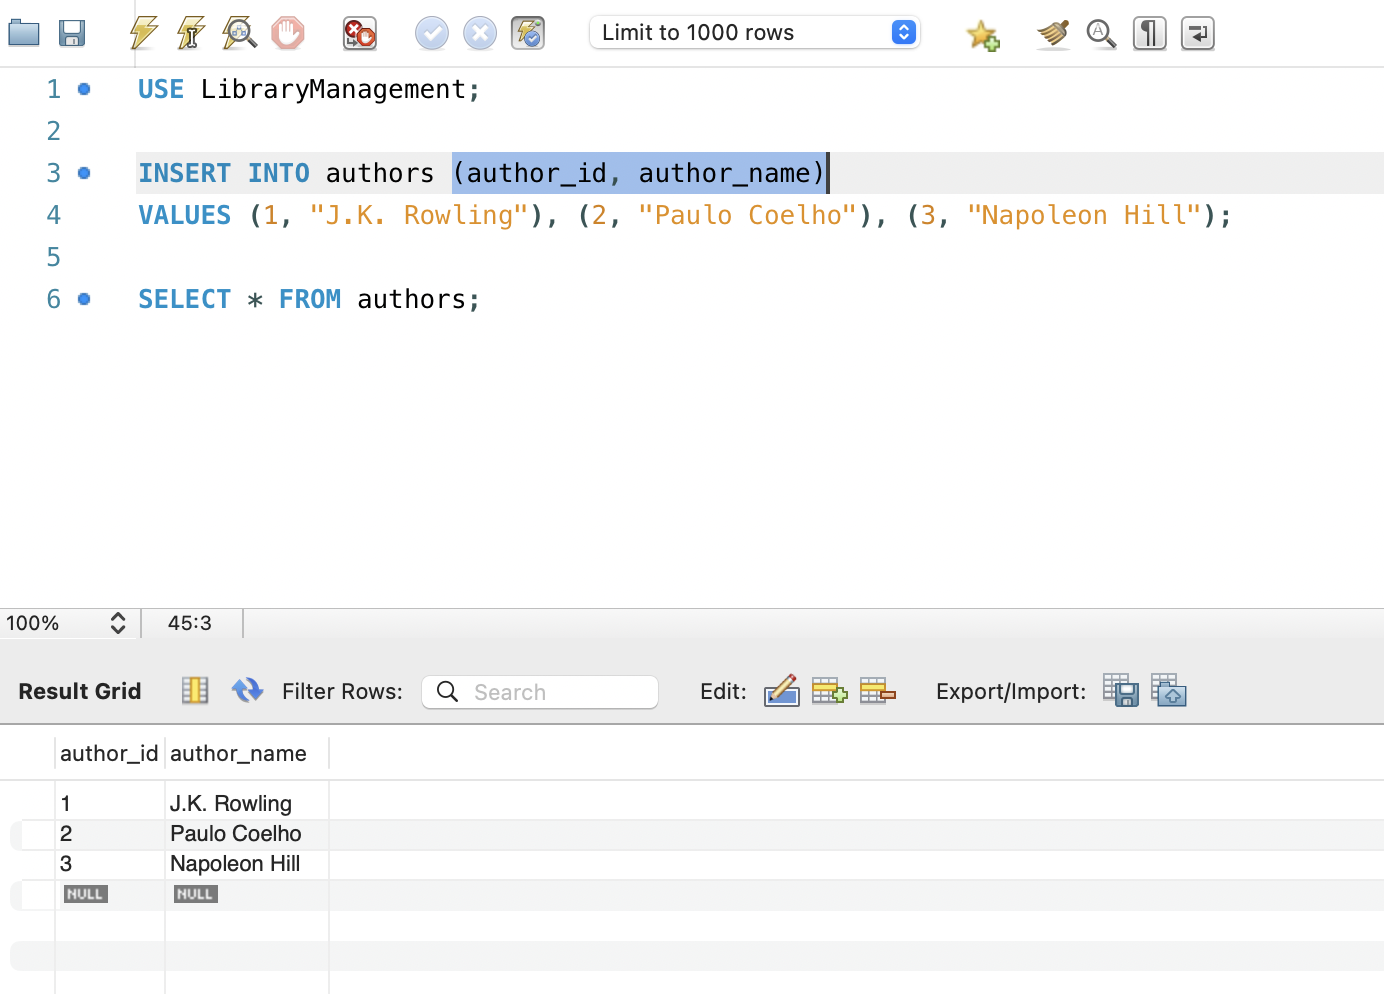 Limit to 1000 rows
1 USE LibraryManagement;
2
3 INSERT INTO authors (author_id, author_name)
4 VALUES (1, "J.K. Rowling"), (2, "Paulo Coelho"), (3, "Napoleon Hill");
5
6 SELECT * FROM authors;
100% 45:3
Result Grid Filter Rows: Search Edit: Export/Import:
author_id author_name
1 J.K. Rowling
2 Paulo Coelho
3 Napoleon Hill
NULL NULL